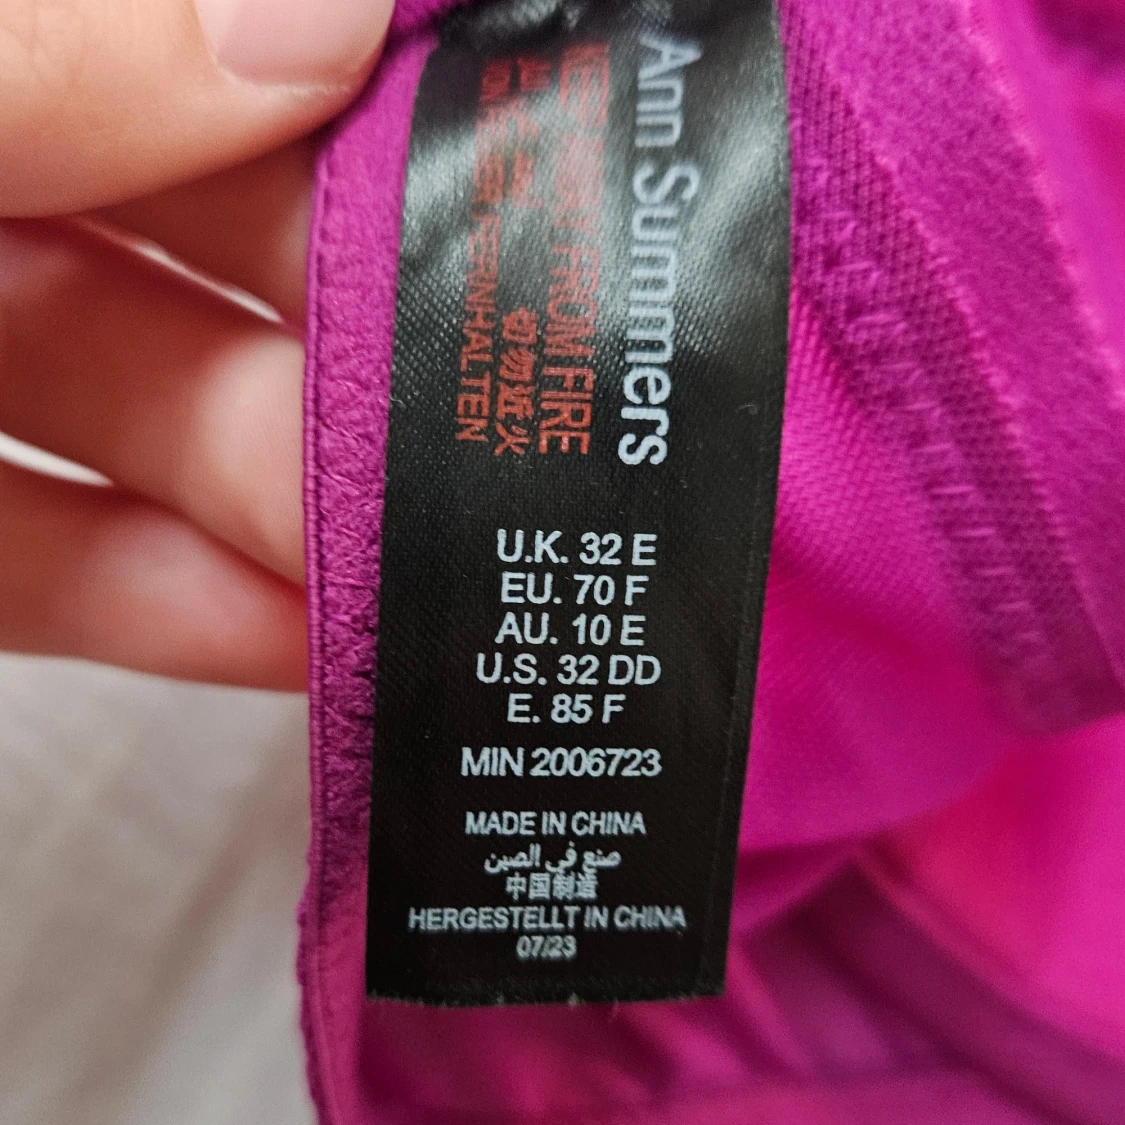 Ann Summers
KEEP AWAY FROM FIRE
切勿近火
FERNHALTEN
U.K. 32 E
EU. 70 F
AU. 10 E
U.S. 32 DD
E. 85 F
MIN 2006723
MADE IN CHINA
صنع في الصين
中国制造
HERGESTELLT IN CHINA
07/23